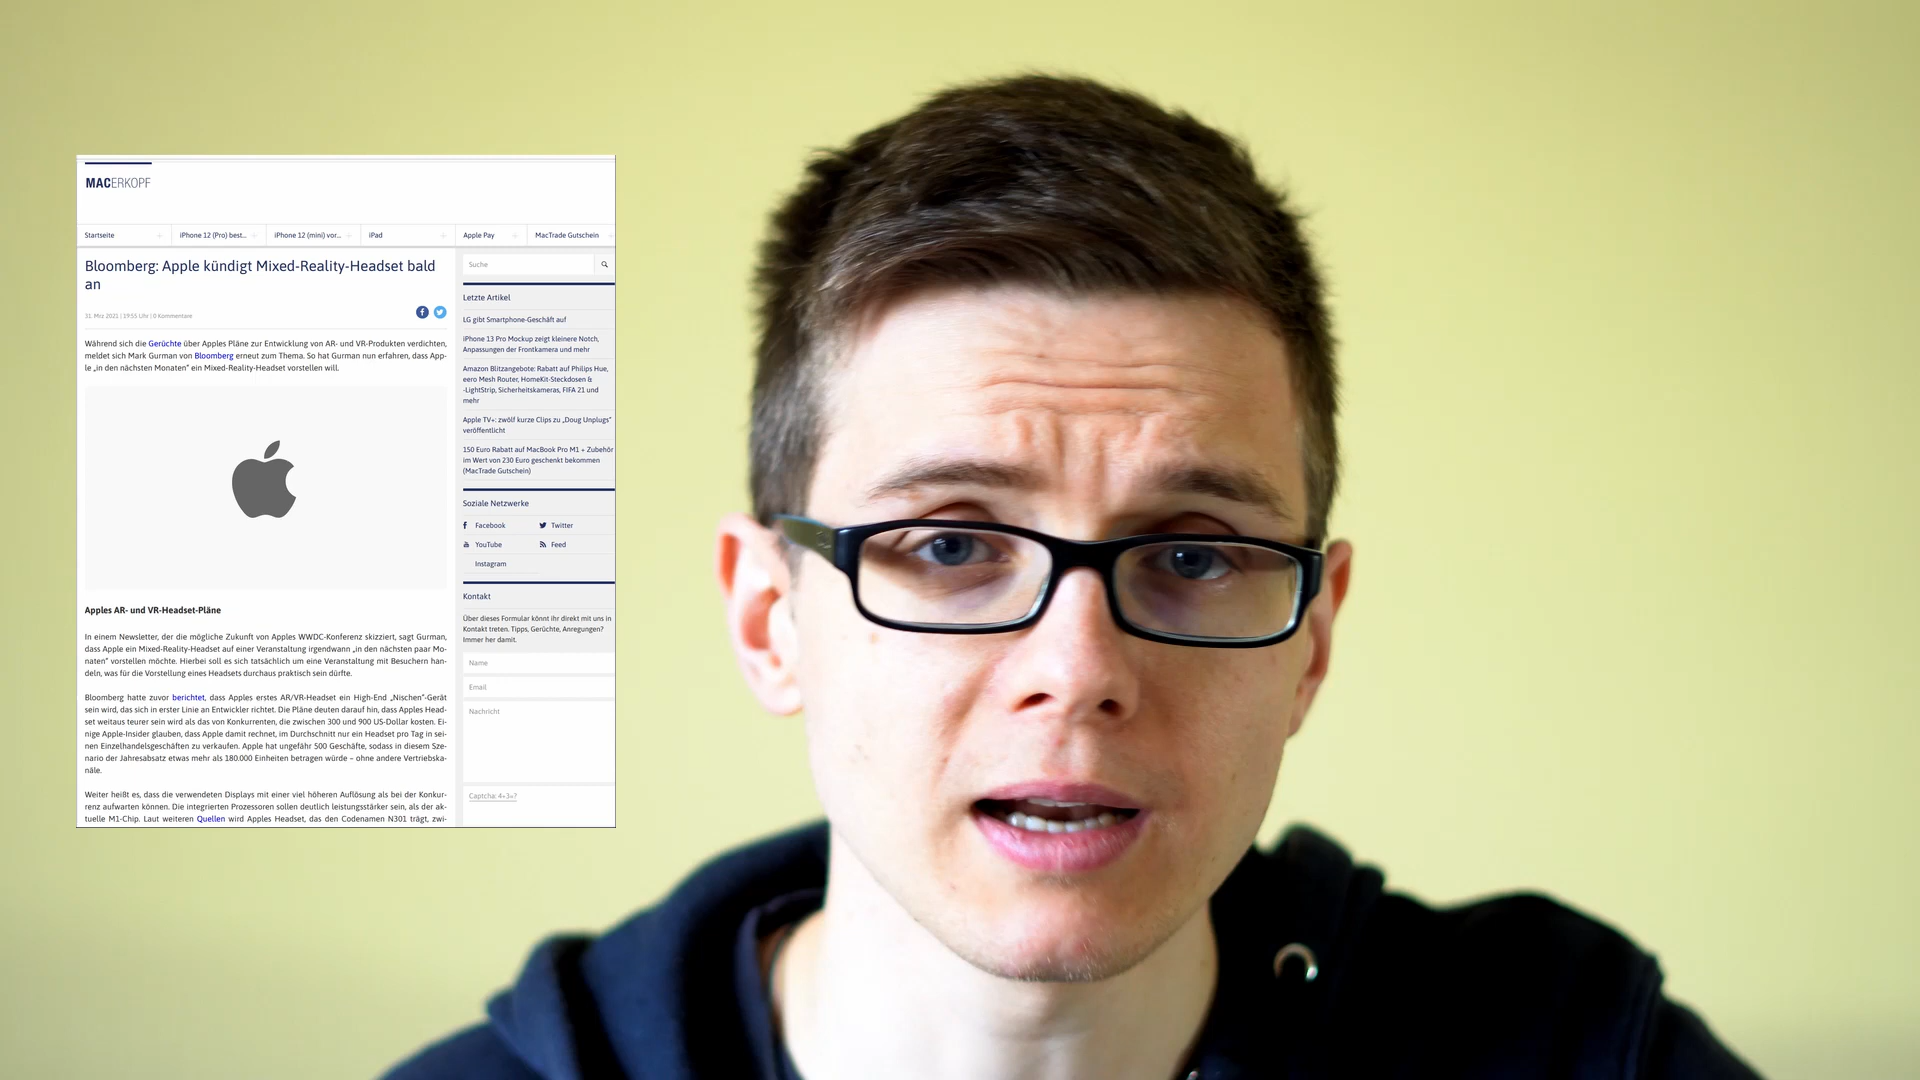 MACERKOPF
Startseite
iPhone 12 (Pro) best...
iPhone 12 (mini) vor...
iPad
Apple Pay
MacTrade Gutschein
Bloomberg: Apple kündigt Mixed-Reality-Headset bald
an
31. Mrz 2021 | 19:55 Uhr | 0 Kommentare
Während sich die Gerüchte über Apples Pläne zur Entwicklung von AR- und VR-Produkten verdichten,
meldet sich Mark Gurman von Bloomberg erneut zum Thema. So hat Gurman nun erfahren, dass App-
le „in den nächsten Monaten“ ein Mixed-Reality-Headset vorstellen will.
Apples AR- und VR-Headset-Pläne
In einem Newsletter, der die mögliche Zukunft von Apples WWDC-Konferenz skizziert, sagt Gurman,
dass Apple ein Mixed-Reality-Headset auf einer Veranstaltung irgendwann „in den nächsten paar Mo-
naten“ vorstellen möchte. Hierbei soll es sich tatsächlich um eine Veranstaltung mit Besuchern han-
deln, was für die Vorstellung eines Headsets durchaus praktisch sein dürfte.
Bloomberg hatte zuvor berichtet, dass Apples erstes AR/VR-Headset ein High-End „Nischen“-Gerät
sein wird, das sich in erster Linie an Entwickler richtet. Die Pläne deuten darauf hin, dass Apples Head-
set weitaus teurer sein wird als das von Konkurrenten, die zwischen 300 und 900 US-Dollar kosten. Ei-
nige Apple-Insider glauben, dass Apple damit rechnet, im Durchschnitt nur ein Headset pro Tag in sei-
nen Einzelhandelsgeschäften zu verkaufen. Apple hat ungefähr 500 Geschäfte, sodass in diesem Sze-
nario der Jahresabsatz etwas mehr als 180.000 Einheiten betragen würde – ohne andere Vertriebska-
näle.
Weiter heißt es, dass die verwendeten Displays mit einer viel höheren Auflösung als bei der Konkur-
renz aufwarten können. Die integrierten Prozessoren sollen deutlich leistungsstärker sein, als der ak-
tuelle M1-Chip. Laut weiteren Quellen wird Apples Headset, das den Codenamen N301 trägt, zwi-
Suche
Letzte Artikel
LG gibt Smartphone-Geschäft auf
iPhone 13 Pro Mockup zeigt kleinere Notch,
Anpassungen der Frontkamera und mehr
Amazon Blitzangebote: Rabatt auf Philips Hue,
eero Mesh Router, HomeKit-Steckdosen &
-LightStrip, Sicherheitskameras, FIFA 21 und
mehr
Apple TV+: zwölf kurze Clips zu „Doug Unplugs“
veröffentlicht
150 Euro Rabatt auf MacBook Pro M1 + Zubehör
im Wert von 230 Euro geschenkt bekommen
(MacTrade Gutschein)
Soziale Netzwerke
Facebook
Twitter
YouTube
Feed
Instagram
Kontakt
Über dieses Formular könnt ihr direkt mit uns in
Kontakt treten. Tipps, Gerüchte, Anregungen?
Immer her damit.
Name
Email
Nachricht
Captcha: 4+3=?